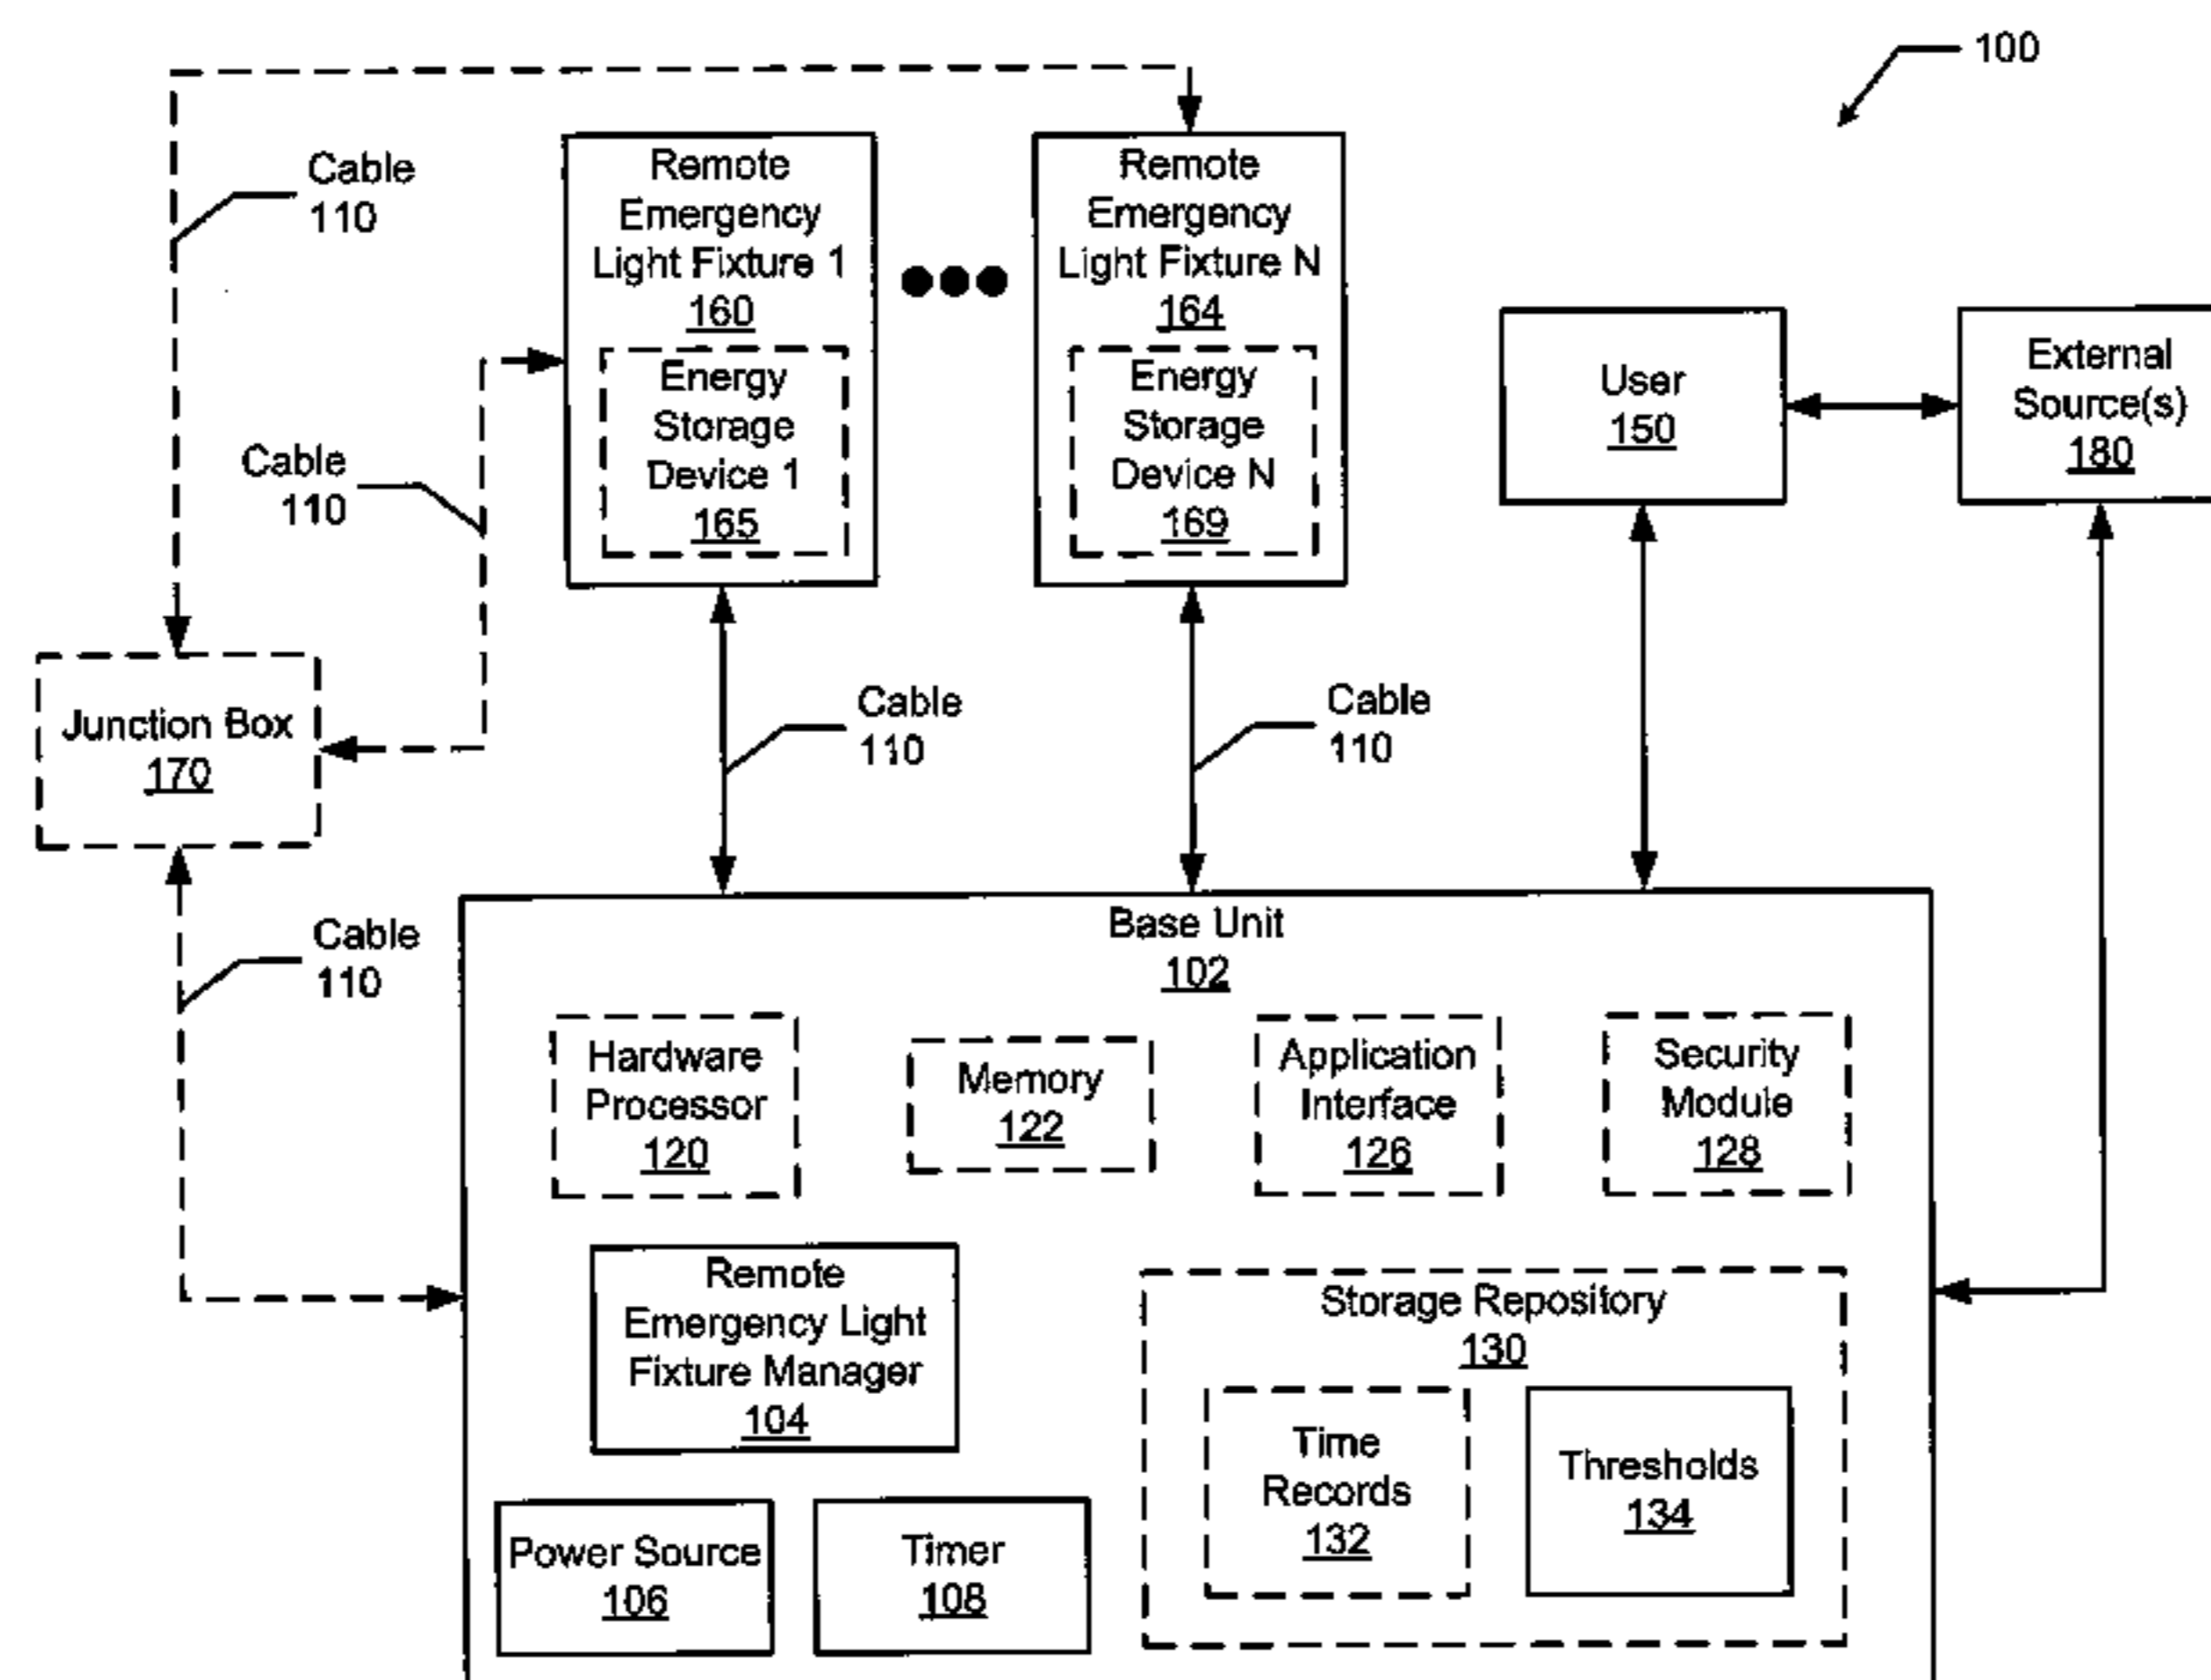 100
Cable
110
Remote
Emergency
Light Fixture 1
160
Energy
Storage
Device 1
165
Remote
Emergency
Light Fixture N
164
Energy
Storage
Device N
169
User
150
External
Source(s)
180
Cable
110
Junction Box
170
Cable
110
Cable
110
Cable
110
Base Unit
102
Hardware
Processor
120
Memory
122
Application
Interface
126
Security
Module
128
Remote
Emergency Light
Fixture Manager
104
Storage Repository
130
Time
Records
132
Thresholds
134
Power Source
106
Timer
108